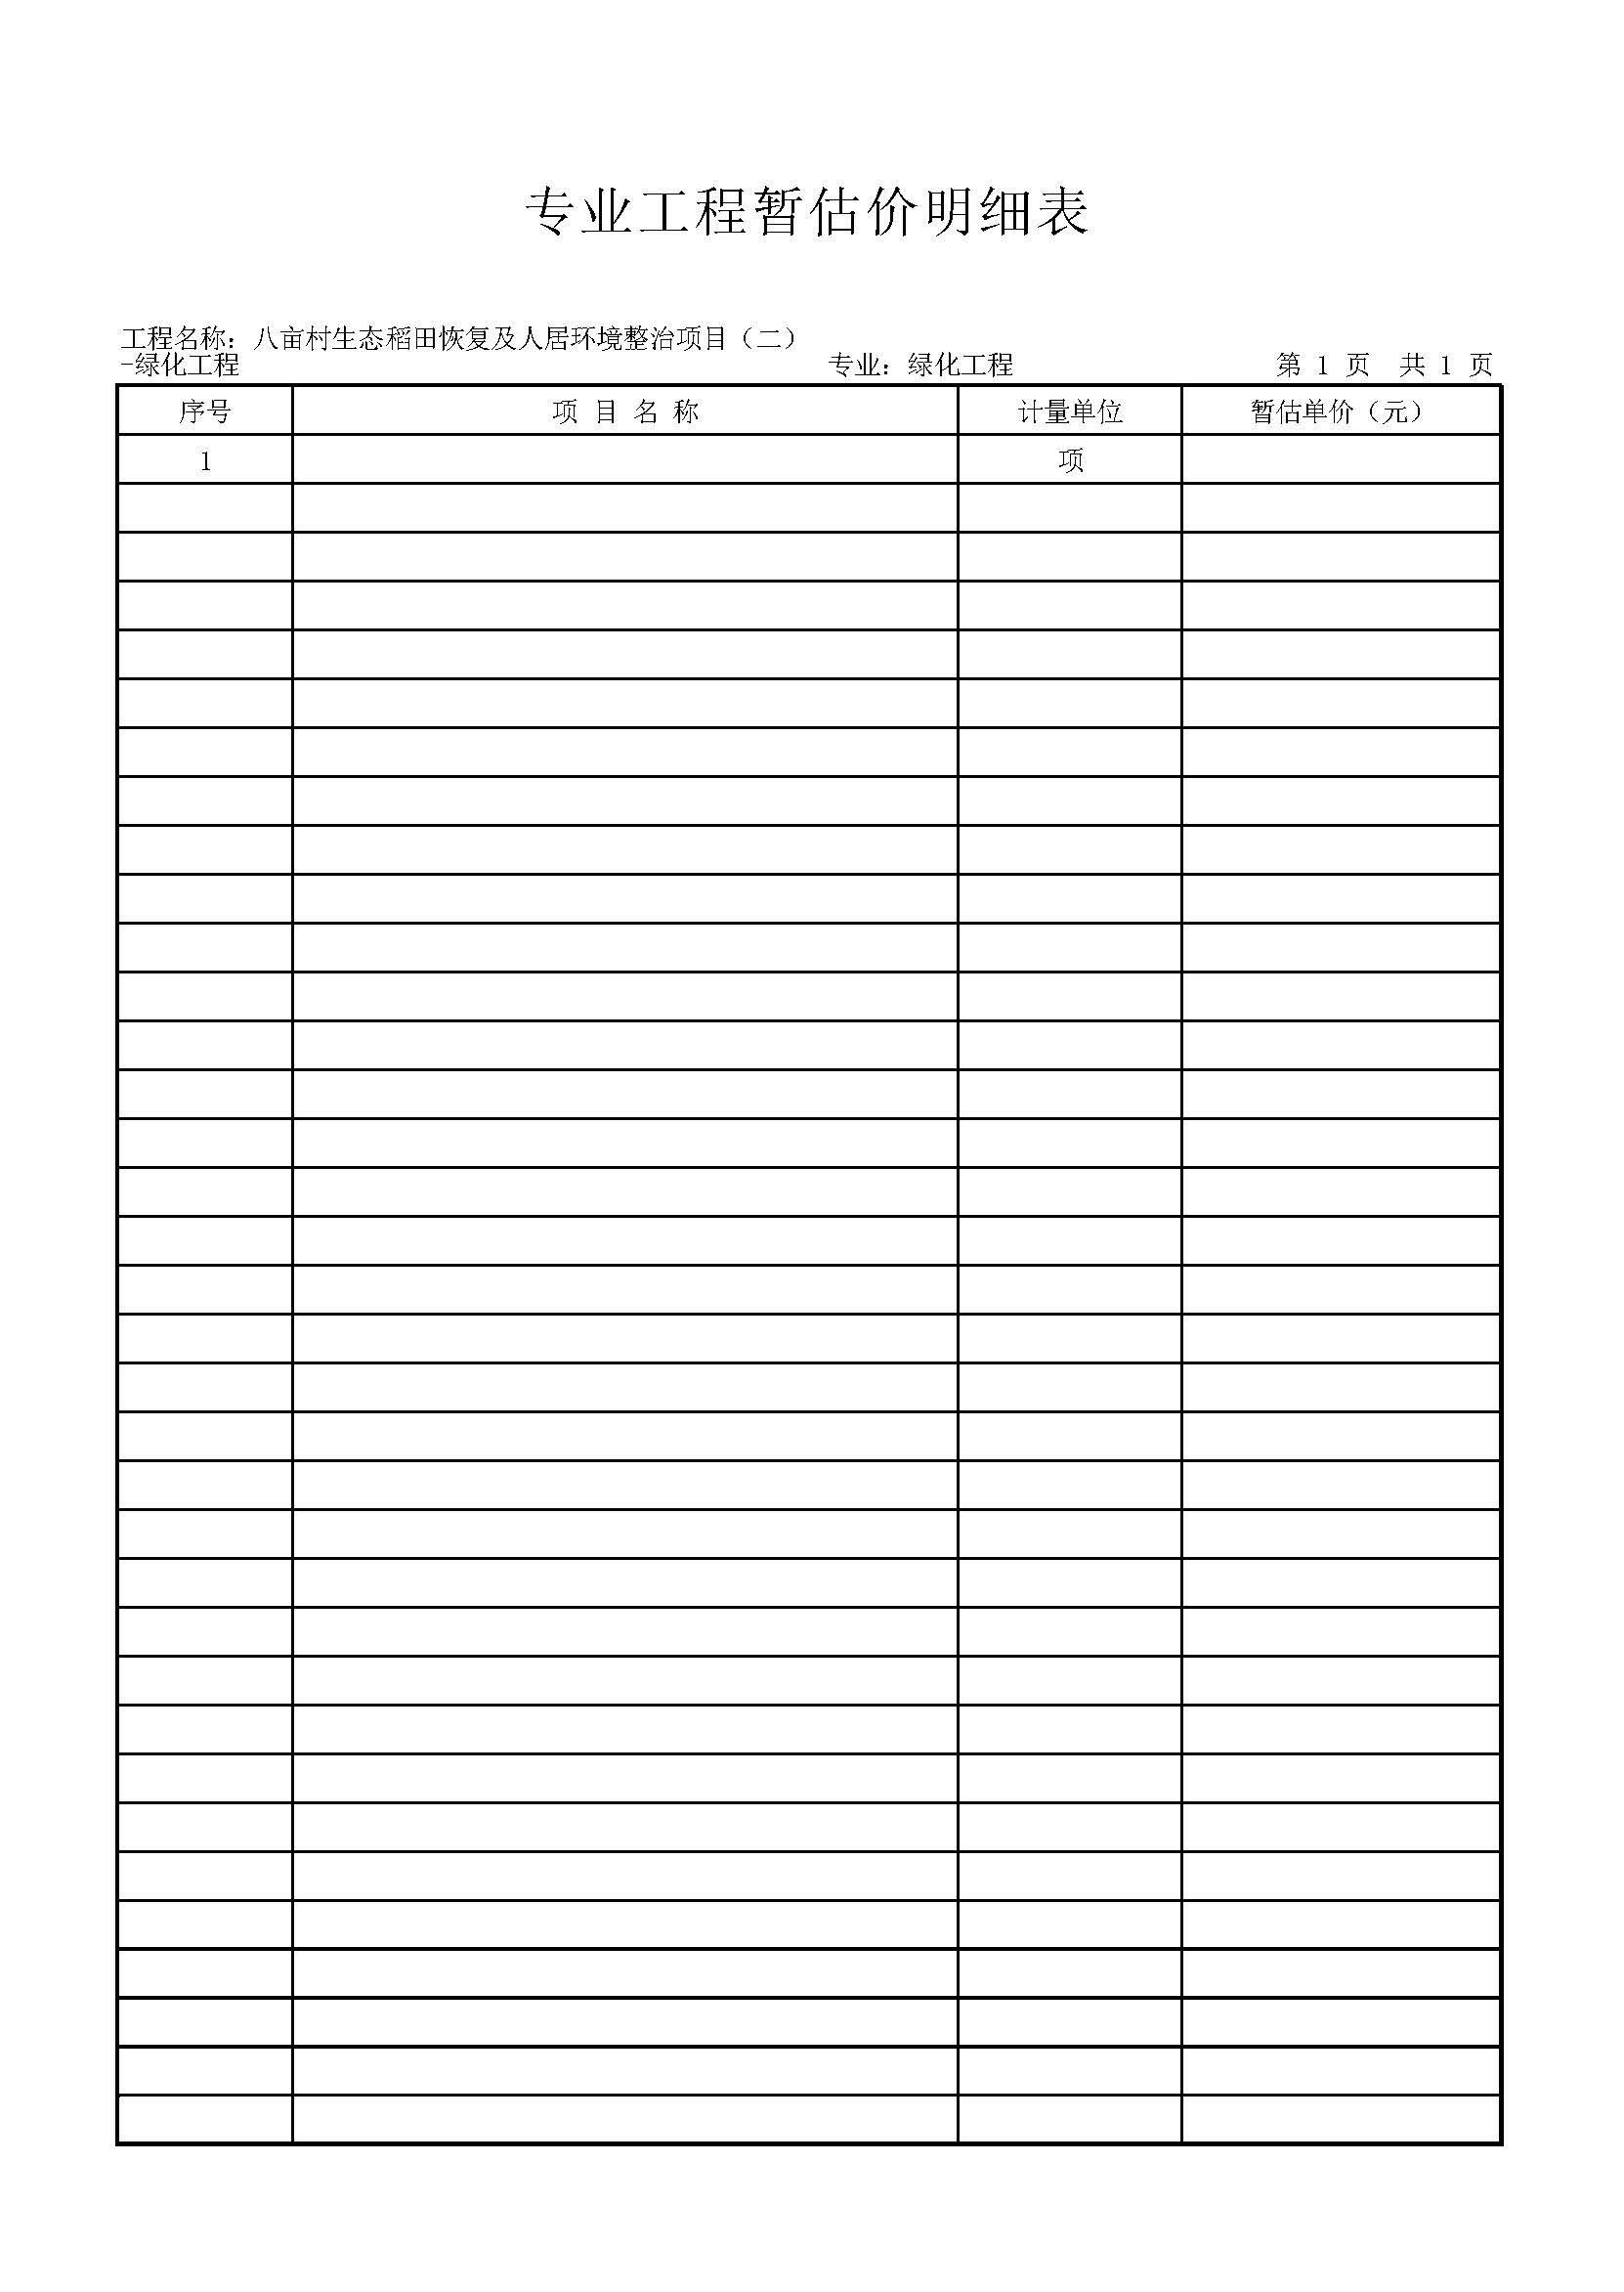 专业工程暂估价明细表
工程名称：八亩村生态稻田恢复及人居环境整治项目（二）
-绿化工程 专业：绿化工程 第 1 页 共 1 页
序号 项 目 名 称 计量单位 暂估单价（元）
1 项